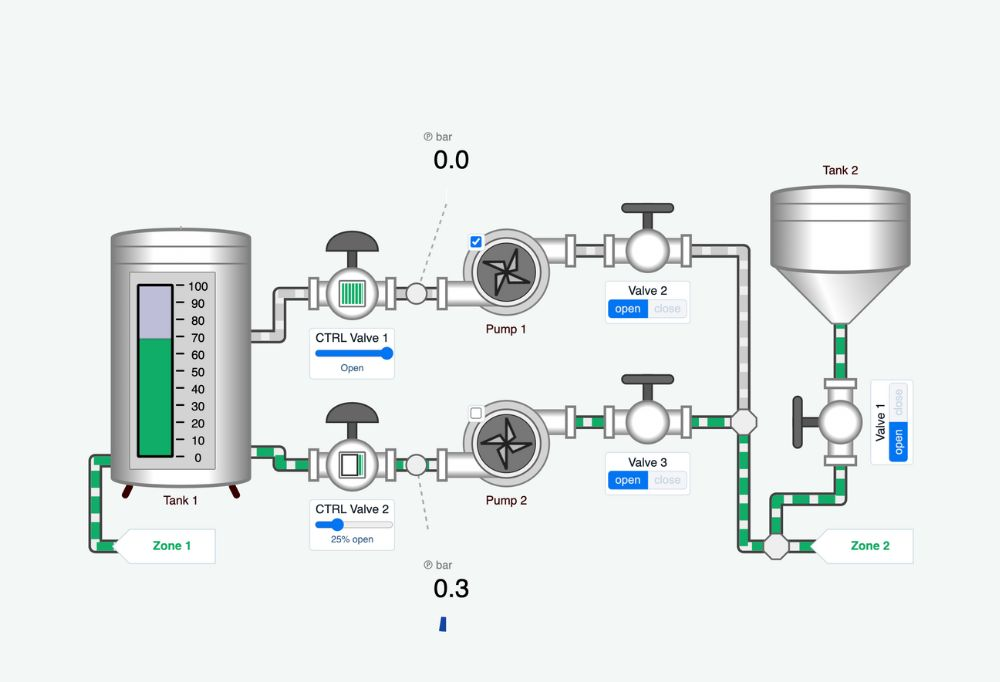 Ⓟ bar
0.0
Tank 2
100
90
80
70
60
50
40
30
20
10
0
Tank 1
CTRL Valve 1
Open
Pump 1
Valve 2
open close
CTRL Valve 2
25% open
Pump 2
Valve 3
open close
Valve 1
open close
Zone 1
Zone 2
Ⓟ bar
0.3